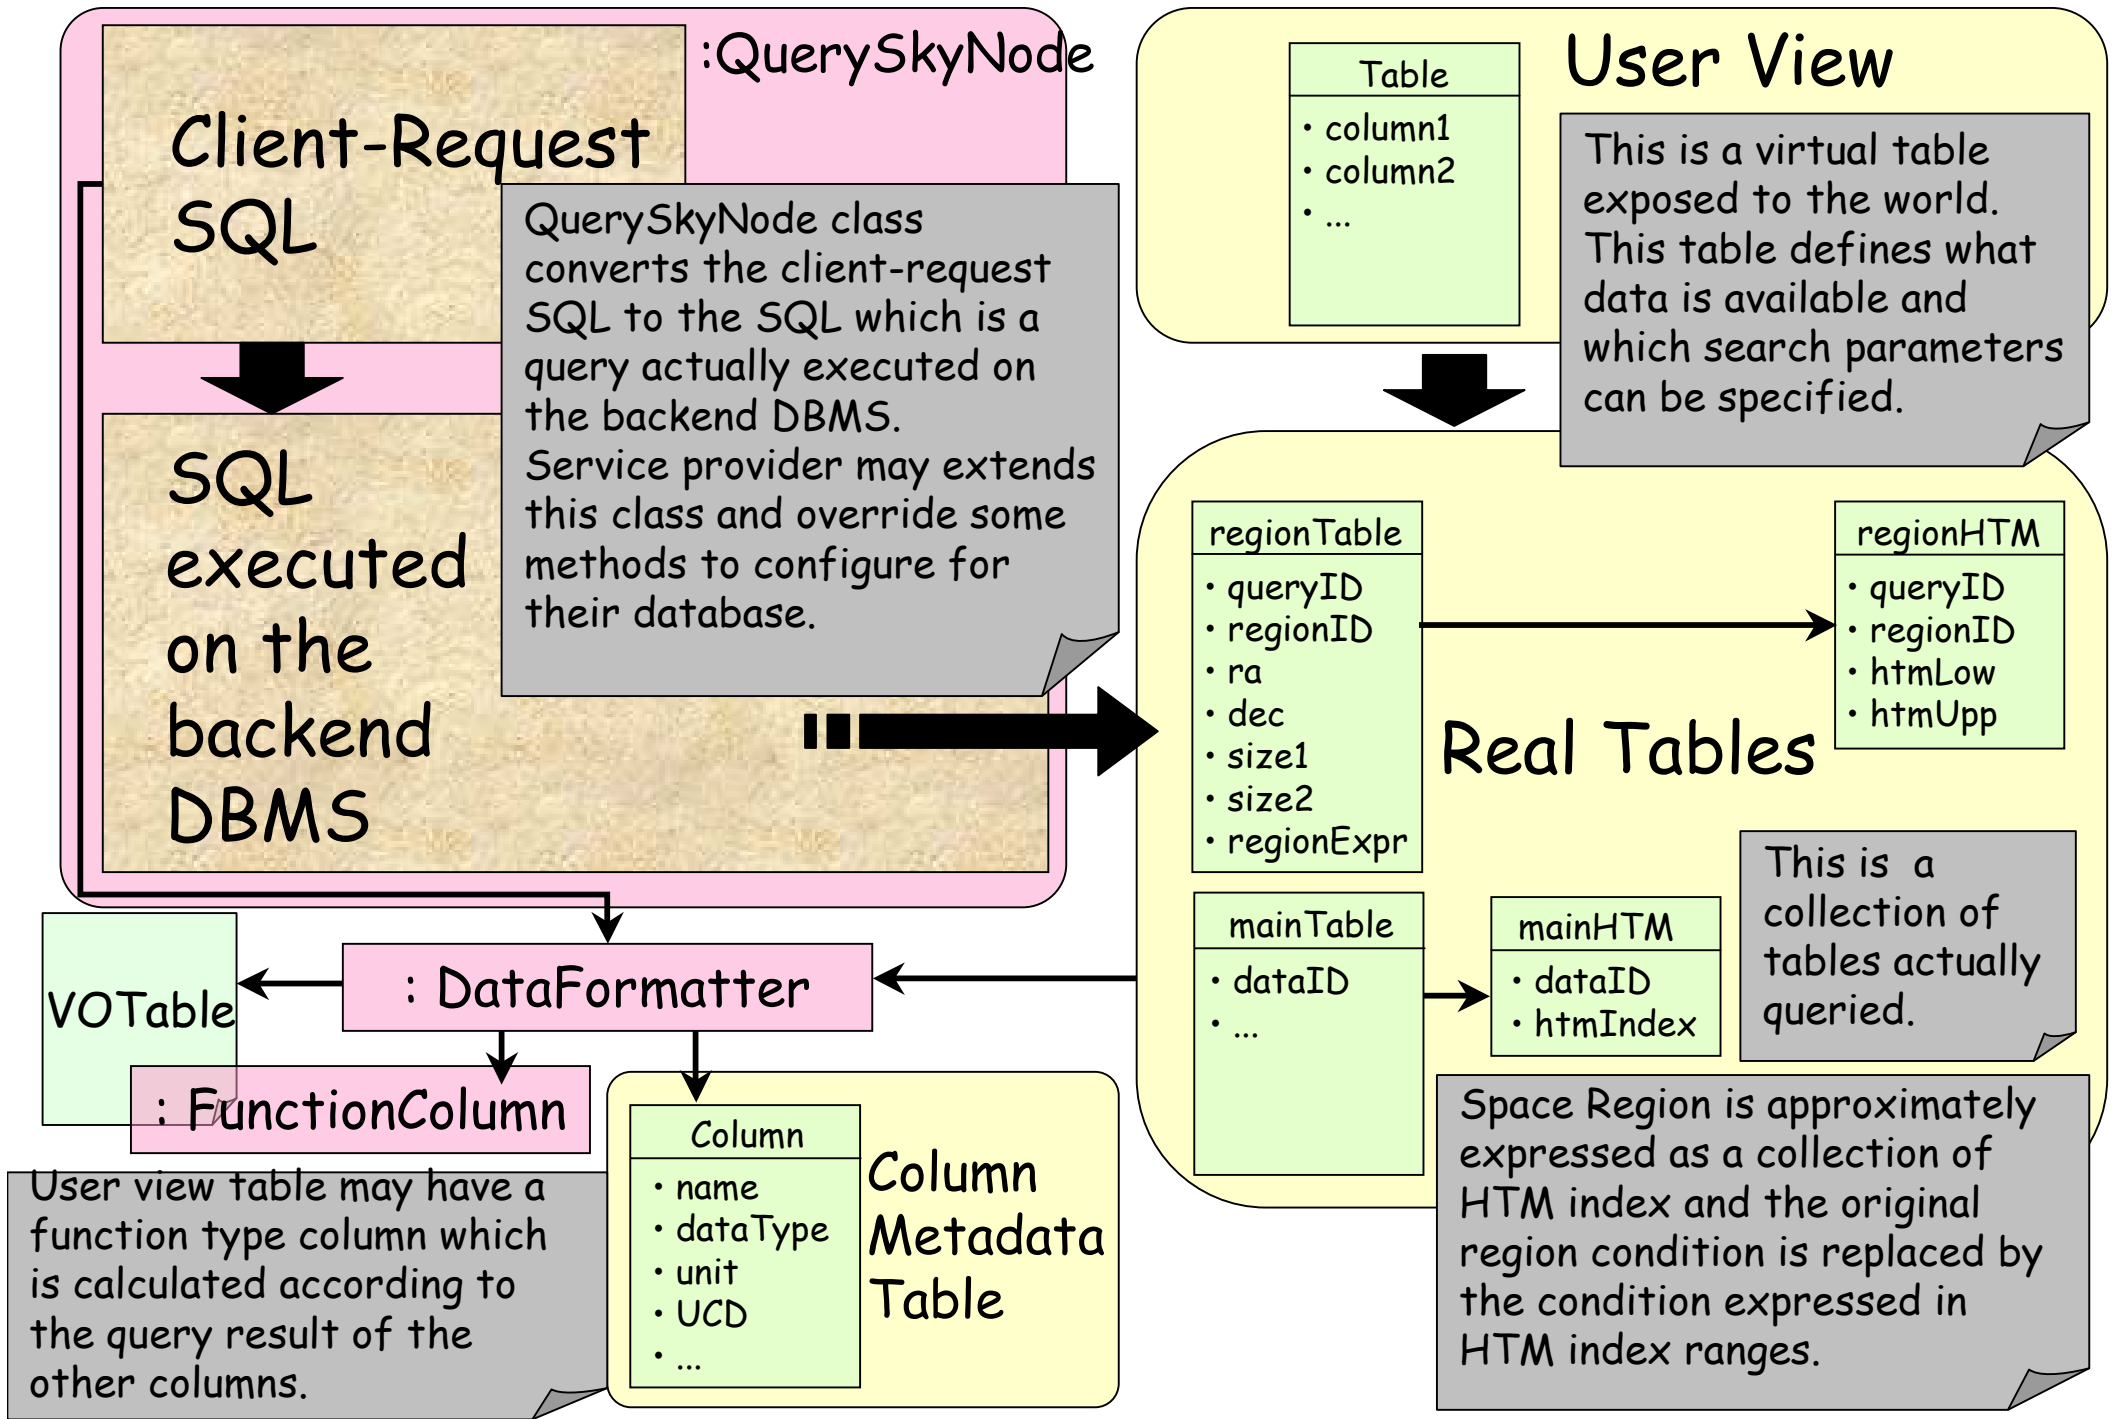 :QuerySkyNode
Client-Request
SQL
QuerySkyNode class
converts the client-request
SQL to the SQL which is a
query actually executed on
the backend DBMS.
Service provider may extends
this class and override some
methods to configure for
their database.
SQL
executed
on the
backend
DBMS
User View
Table
・column1
・column2
・...
This is a virtual table
exposed to the world.
This table defines what
data is available and
which search parameters
can be specified.
regionTable
・queryID
・regionID
・ra
・dec
・size1
・size2
・regionExpr
regionHTM
・queryID
・regionID
・htmLow
・htmUpp
Real Tables
mainTable
・dataID
・...
mainHTM
・dataID
・htmIndex
This is  a
collection of
tables actually
queried.
Space Region is approximately
expressed as a collection of
HTM index and the original
region condition is replaced by
the condition expressed in
HTM index ranges.
VOTable
: DataFormatter
: FunctionColumn
User view table may have a
function type column which
is calculated according to
the query result of the
other columns.
Column
・name
・dataType
・unit
・UCD
・...
Column
Metadata
Table